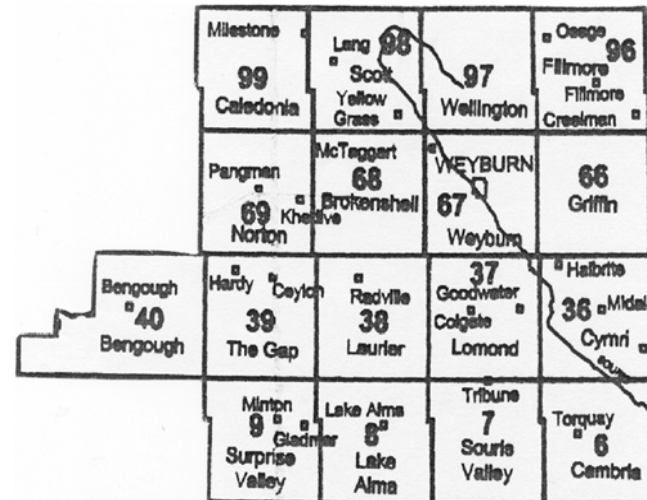 Milestone
99
Caledonia
Lang
98
Scott
Yellow
Grass
97
Wellington
Osage
96
Fillmore
Fillmore
Creelman
Pangman
69
Khedive
Norton
McTaggart
68
Brokenshell
WEYBURN
67
Weyburn
66
Griffin
Bengough
40
Bengough
Hardy
Ceylon
39
The Gap
Radville
38
Laurier
37
Goodwater
Colgate
Lomond
Halbrite
36
Midal
Cymri
Minton
9
Gladmar
Surprise
Valley
Lake Alma
8
Lake
Alma
Tribune
7
Souris
Valley
Torquay
6
Cambria